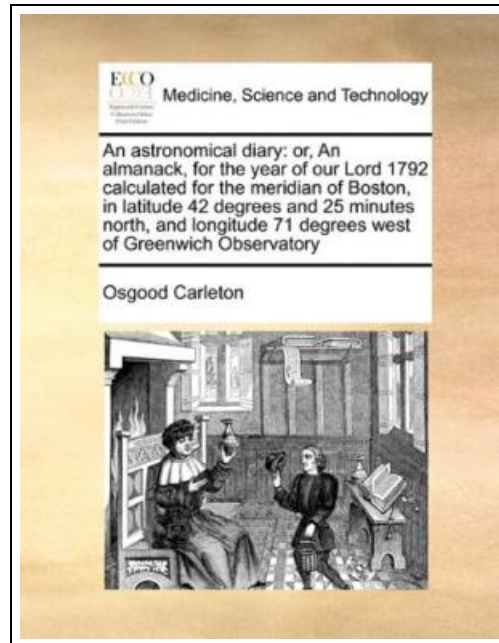 ECCO
Medicine, Science and Technology
An astronomical diary: or, An
almanack, for the year of our Lord 1792
calculated for the meridian of Boston,
in latitude 42 degrees and 25 minutes
north, and longitude 71 degrees west
of Greenwich Observatory
Osgood Carleton